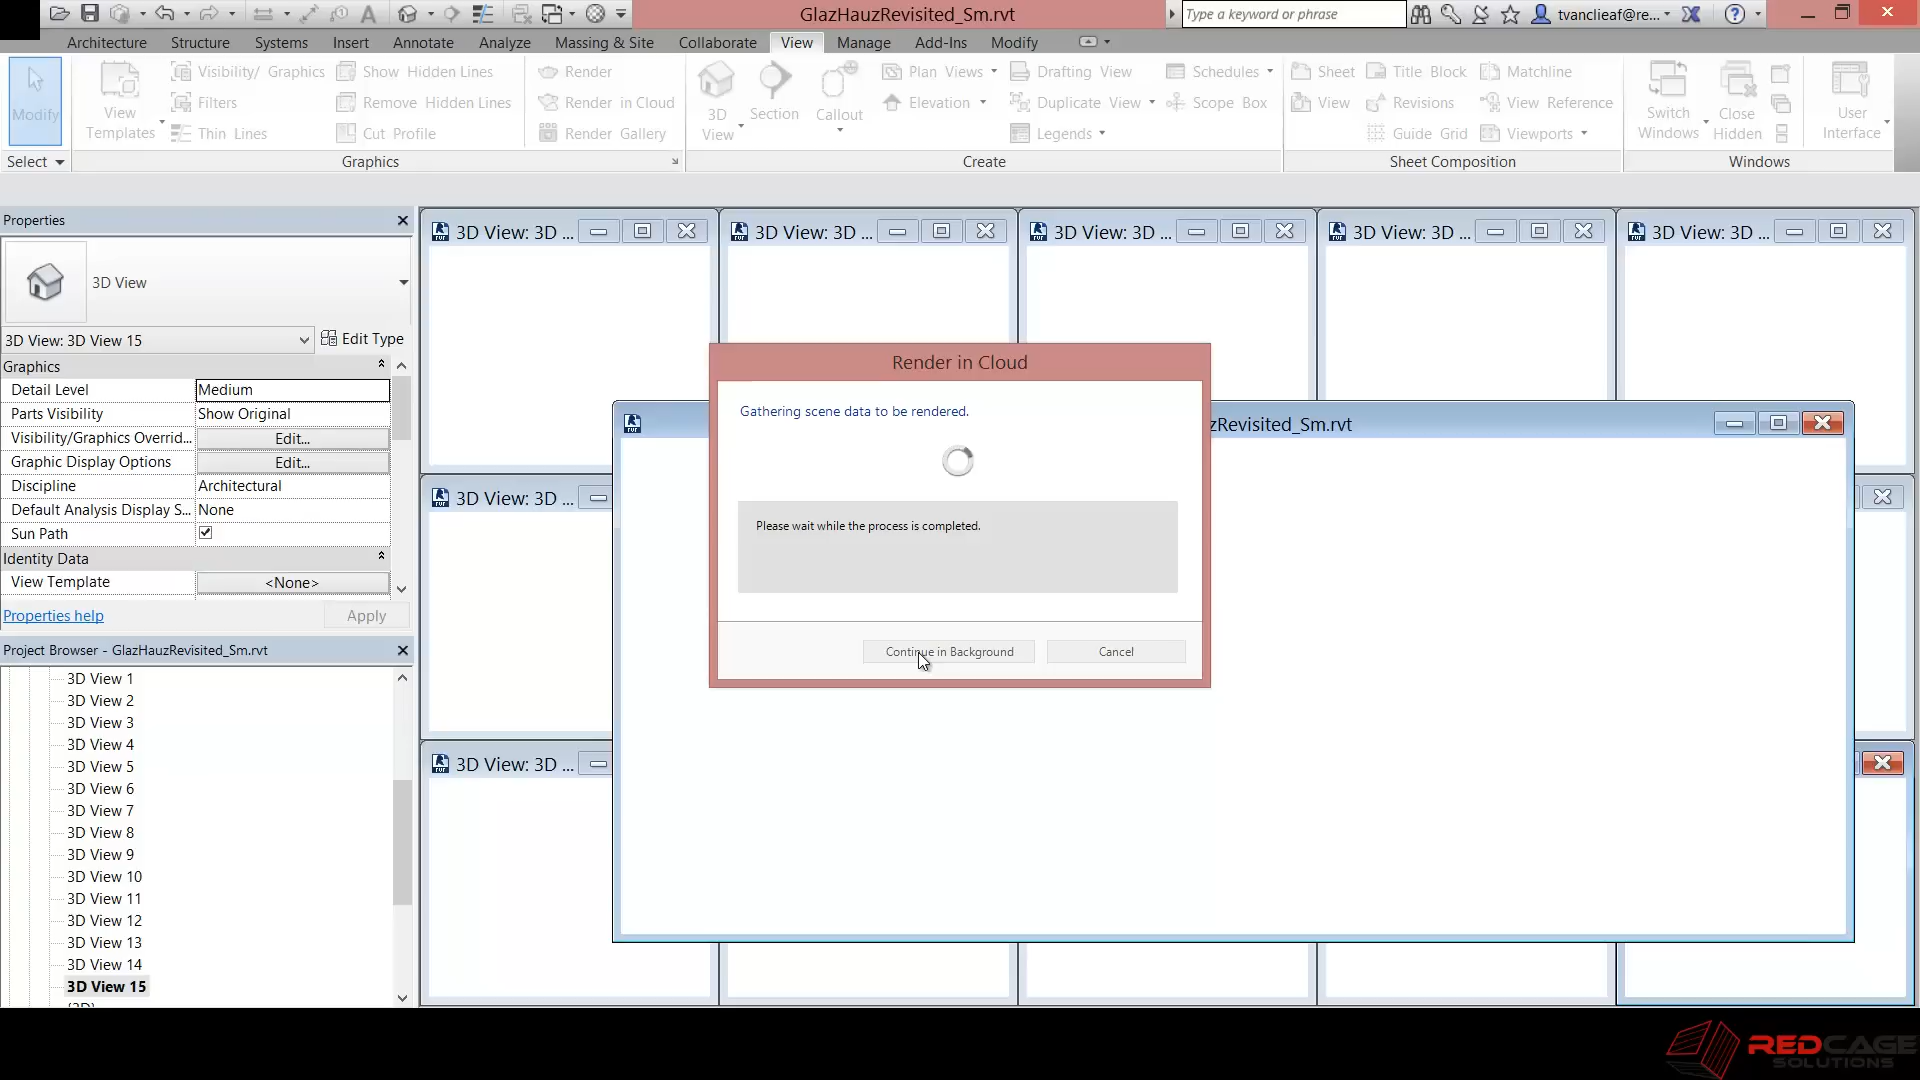 GlazHauzRevisited_Sm.rvt
Type a keyword or phrase
tvanclieaf@re...
Architecture Structure Systems Insert Annotate Analyze Massing & Site Collaborate View Manage Add-Ins Modify
Modify
Select
View Templates
Visibility/ Graphics
Filters
Thin Lines
Show Hidden Lines
Remove Hidden Lines
Cut Profile
Graphics
Render
Render in Cloud
Render Gallery
3D View
Section
Callout
Plan Views
Elevation
Drafting View
Duplicate View
Legends
Schedules
Scope Box
Create
Sheet
View
Title Block
Revisions
Guide Grid
Matchline
View Reference
Viewports
Sheet Composition
Switch Windows
Close Hidden
User Interface
Windows
Properties
3D View
3D View: 3D View 15
Edit Type
Graphics
Detail Level Medium
Parts Visibility Show Original
Visibility/Graphics Overrid... Edit...
Graphic Display Options Edit...
Discipline Architectural
Default Analysis Display S... None
Sun Path
Identity Data
View Template <None>
Properties help Apply
Project Browser - GlazHauzRevisited_Sm.rvt
3D View 1
3D View 2
3D View 3
3D View 4
3D View 5
3D View 6
3D View 7
3D View 8
3D View 9
3D View 10
3D View 11
3D View 12
3D View 13
3D View 14
3D View 15
{3D}
3D View: 3D ...
3D View: 3D ...
3D View: 3D ...
3D View: 3D ...
3D View: 3D ...
3D View: 3D ...
3D View: 3D ...
zRevisited_Sm.rvt
Render in Cloud
Gathering scene data to be rendered.
Please wait while the process is completed.
Continue in Background Cancel
REDCAGE
SOLUTIONS